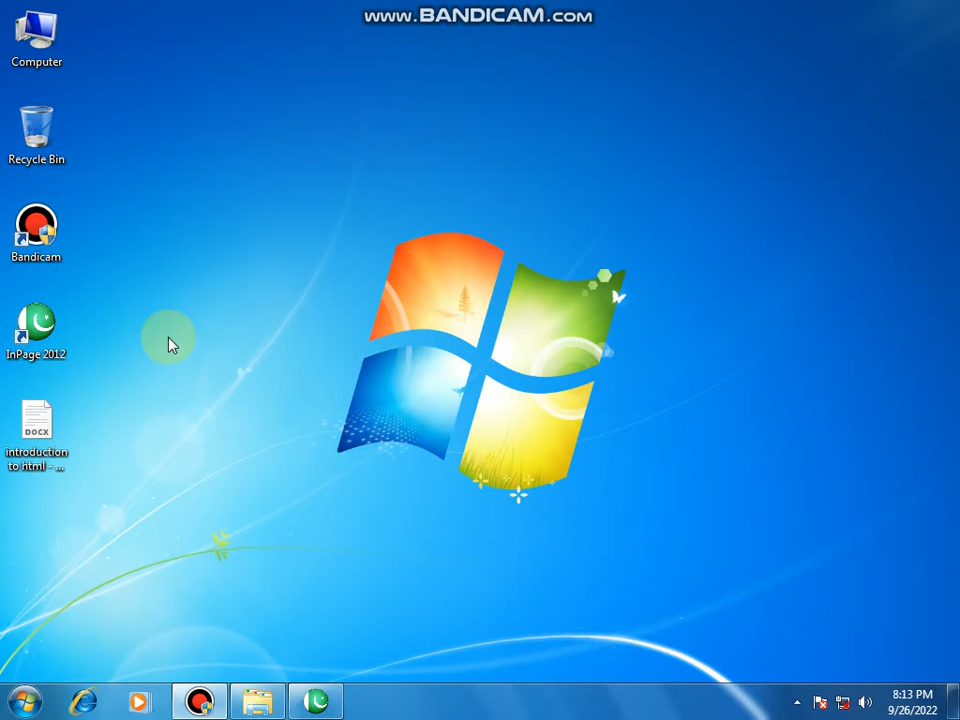 www.BANDICAM.com
Computer
Recycle Bin
Bandicam
InPage 2012
DOCX
introduction
to html - ...
8:13 PM
9/26/2022